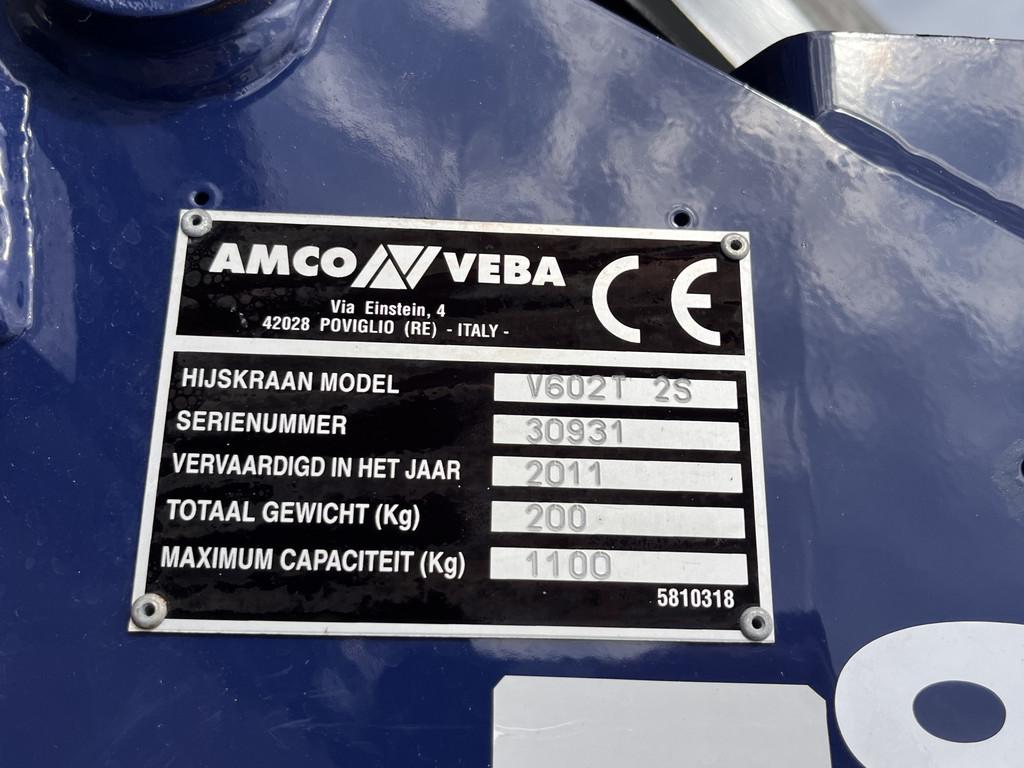 AMCO VEBA
Via Einstein, 4
42028 POVIGLIO (RE) - ITALY -
CE
HIJSKRAAN MODEL V602T 2S
SERIENUMMER 30931
VERVAARDIGD IN HET JAAR 2011
TOTAAL GEWICHT (Kg) 200
MAXIMUM CAPACITEIT (Kg) 1100
5810318